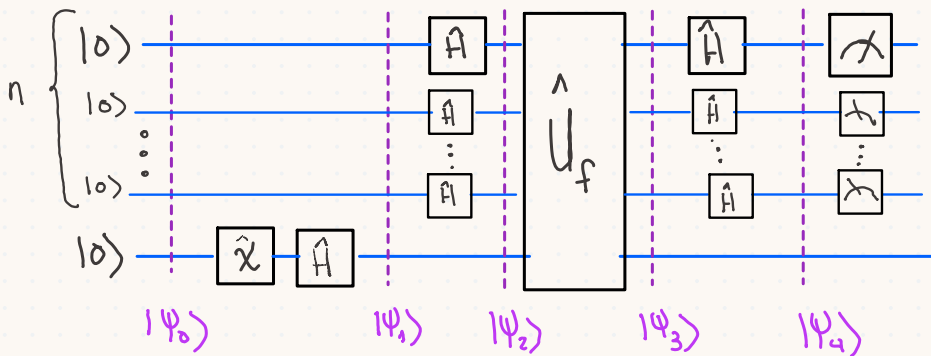 |0⟩ Ĥ Ĥ
n |0⟩ Ĥ Û_f Ĥ
|0⟩ Ĥ Ĥ
|0⟩ X̂ Ĥ
|Ψ₀⟩ |Ψ₁⟩ |Ψ₂⟩ |Ψ₃⟩ |Ψ₄⟩